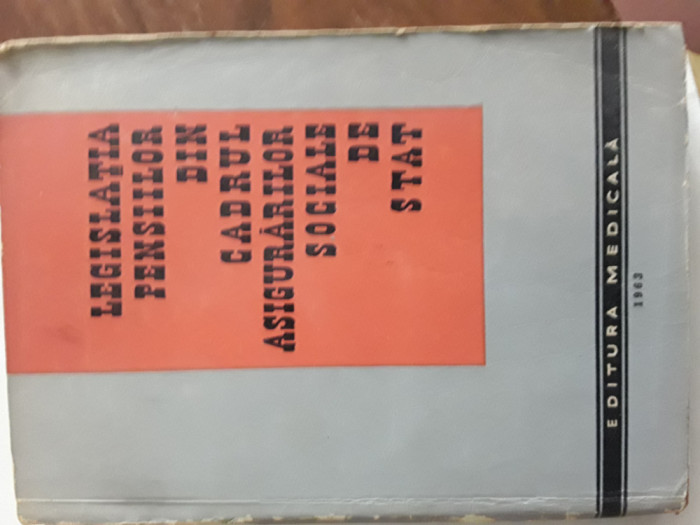 LEGISLAȚIA
PENSIILOR
DIN
CADRUL
ASIGURĂRILOR
SOCIALE
DE
STAT
EDITURA MEDICALĂ
1963